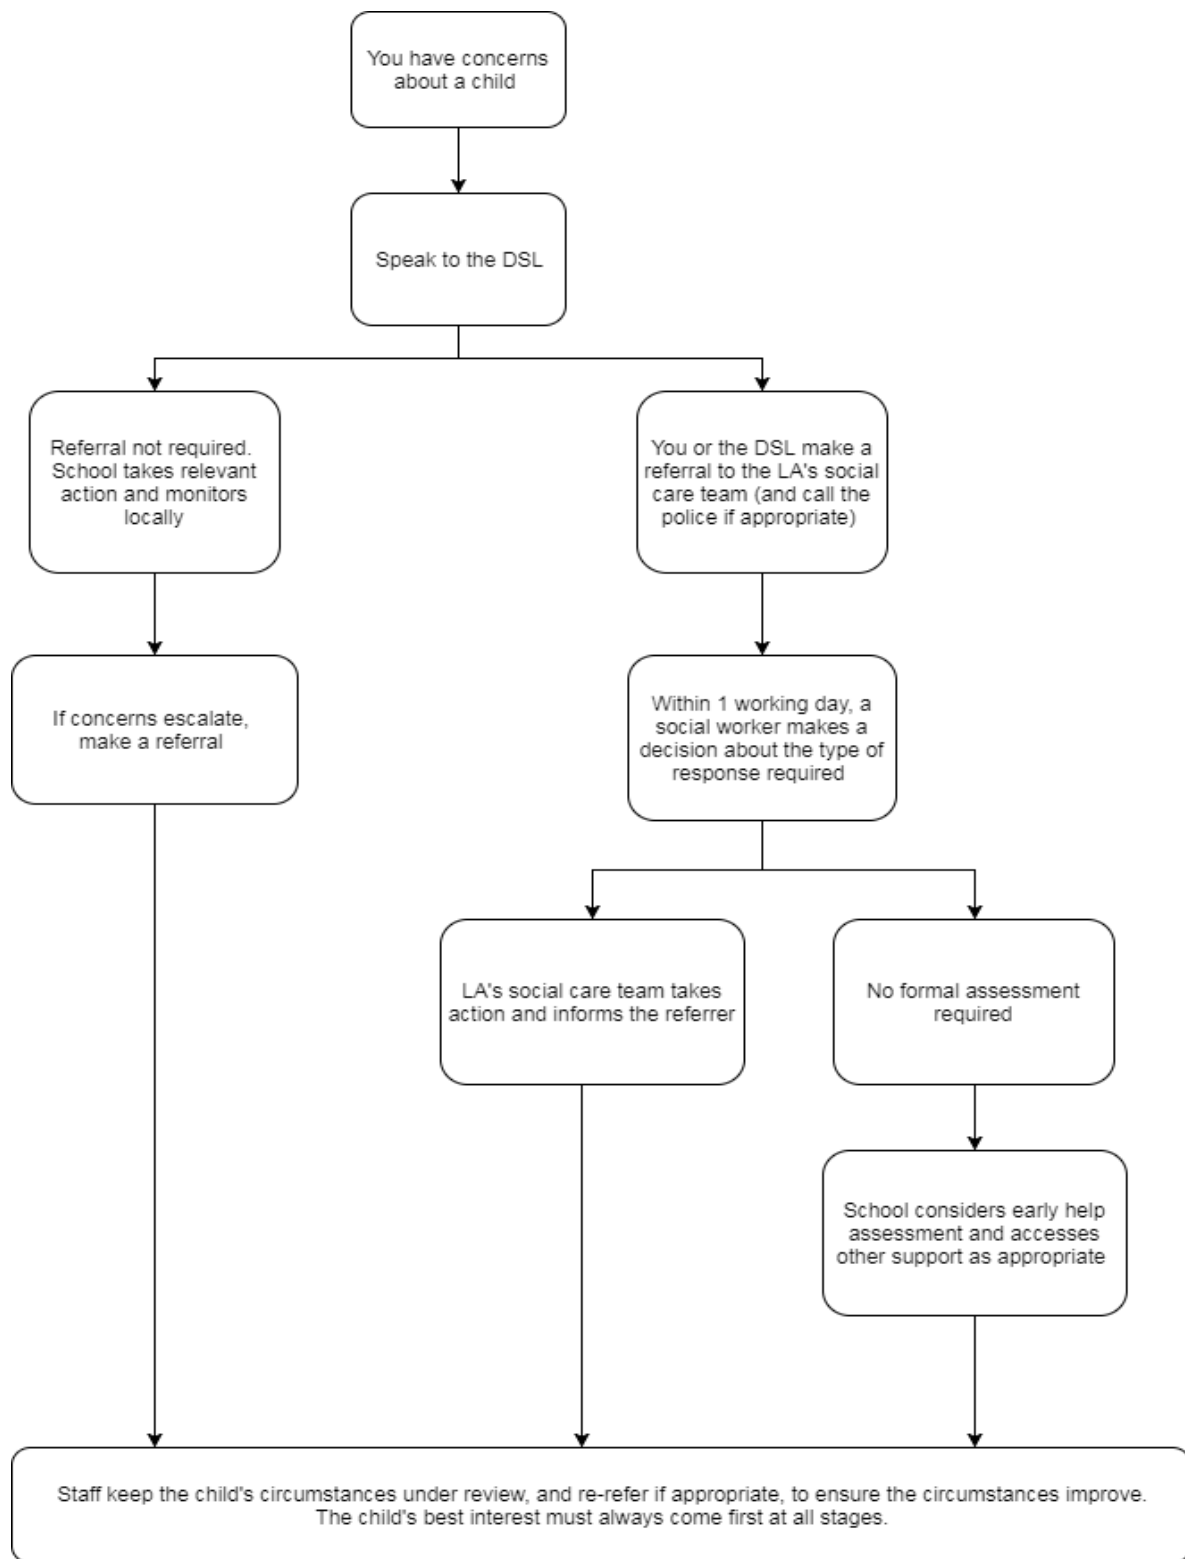 You have concerns
about a child
Speak to the DSL
Referral not required.
School takes relevant
action and monitors
locally
You or the DSL make a
referral to the LA's social
care team (and call the
police if appropriate)
If concerns escalate,
make a referral
Within 1 working day, a
social worker makes a
decision about the type of
response required
LA's social care team takes
action and informs the referrer
No formal assessment
required
School considers early help
assessment and accesses
other support as appropriate
Staff keep the child's circumstances under review, and re-refer if appropriate, to ensure the circumstances improve.
The child's best interest must always come first at all stages.